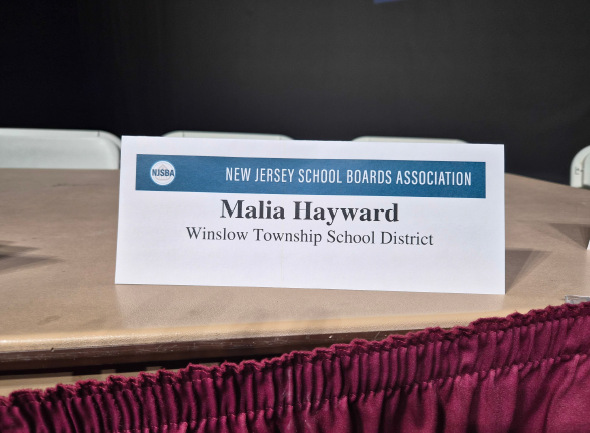 NJSBA
NEW JERSEY SCHOOL BOARDS ASSOCIATION
Malia Hayward
Winslow Township School District